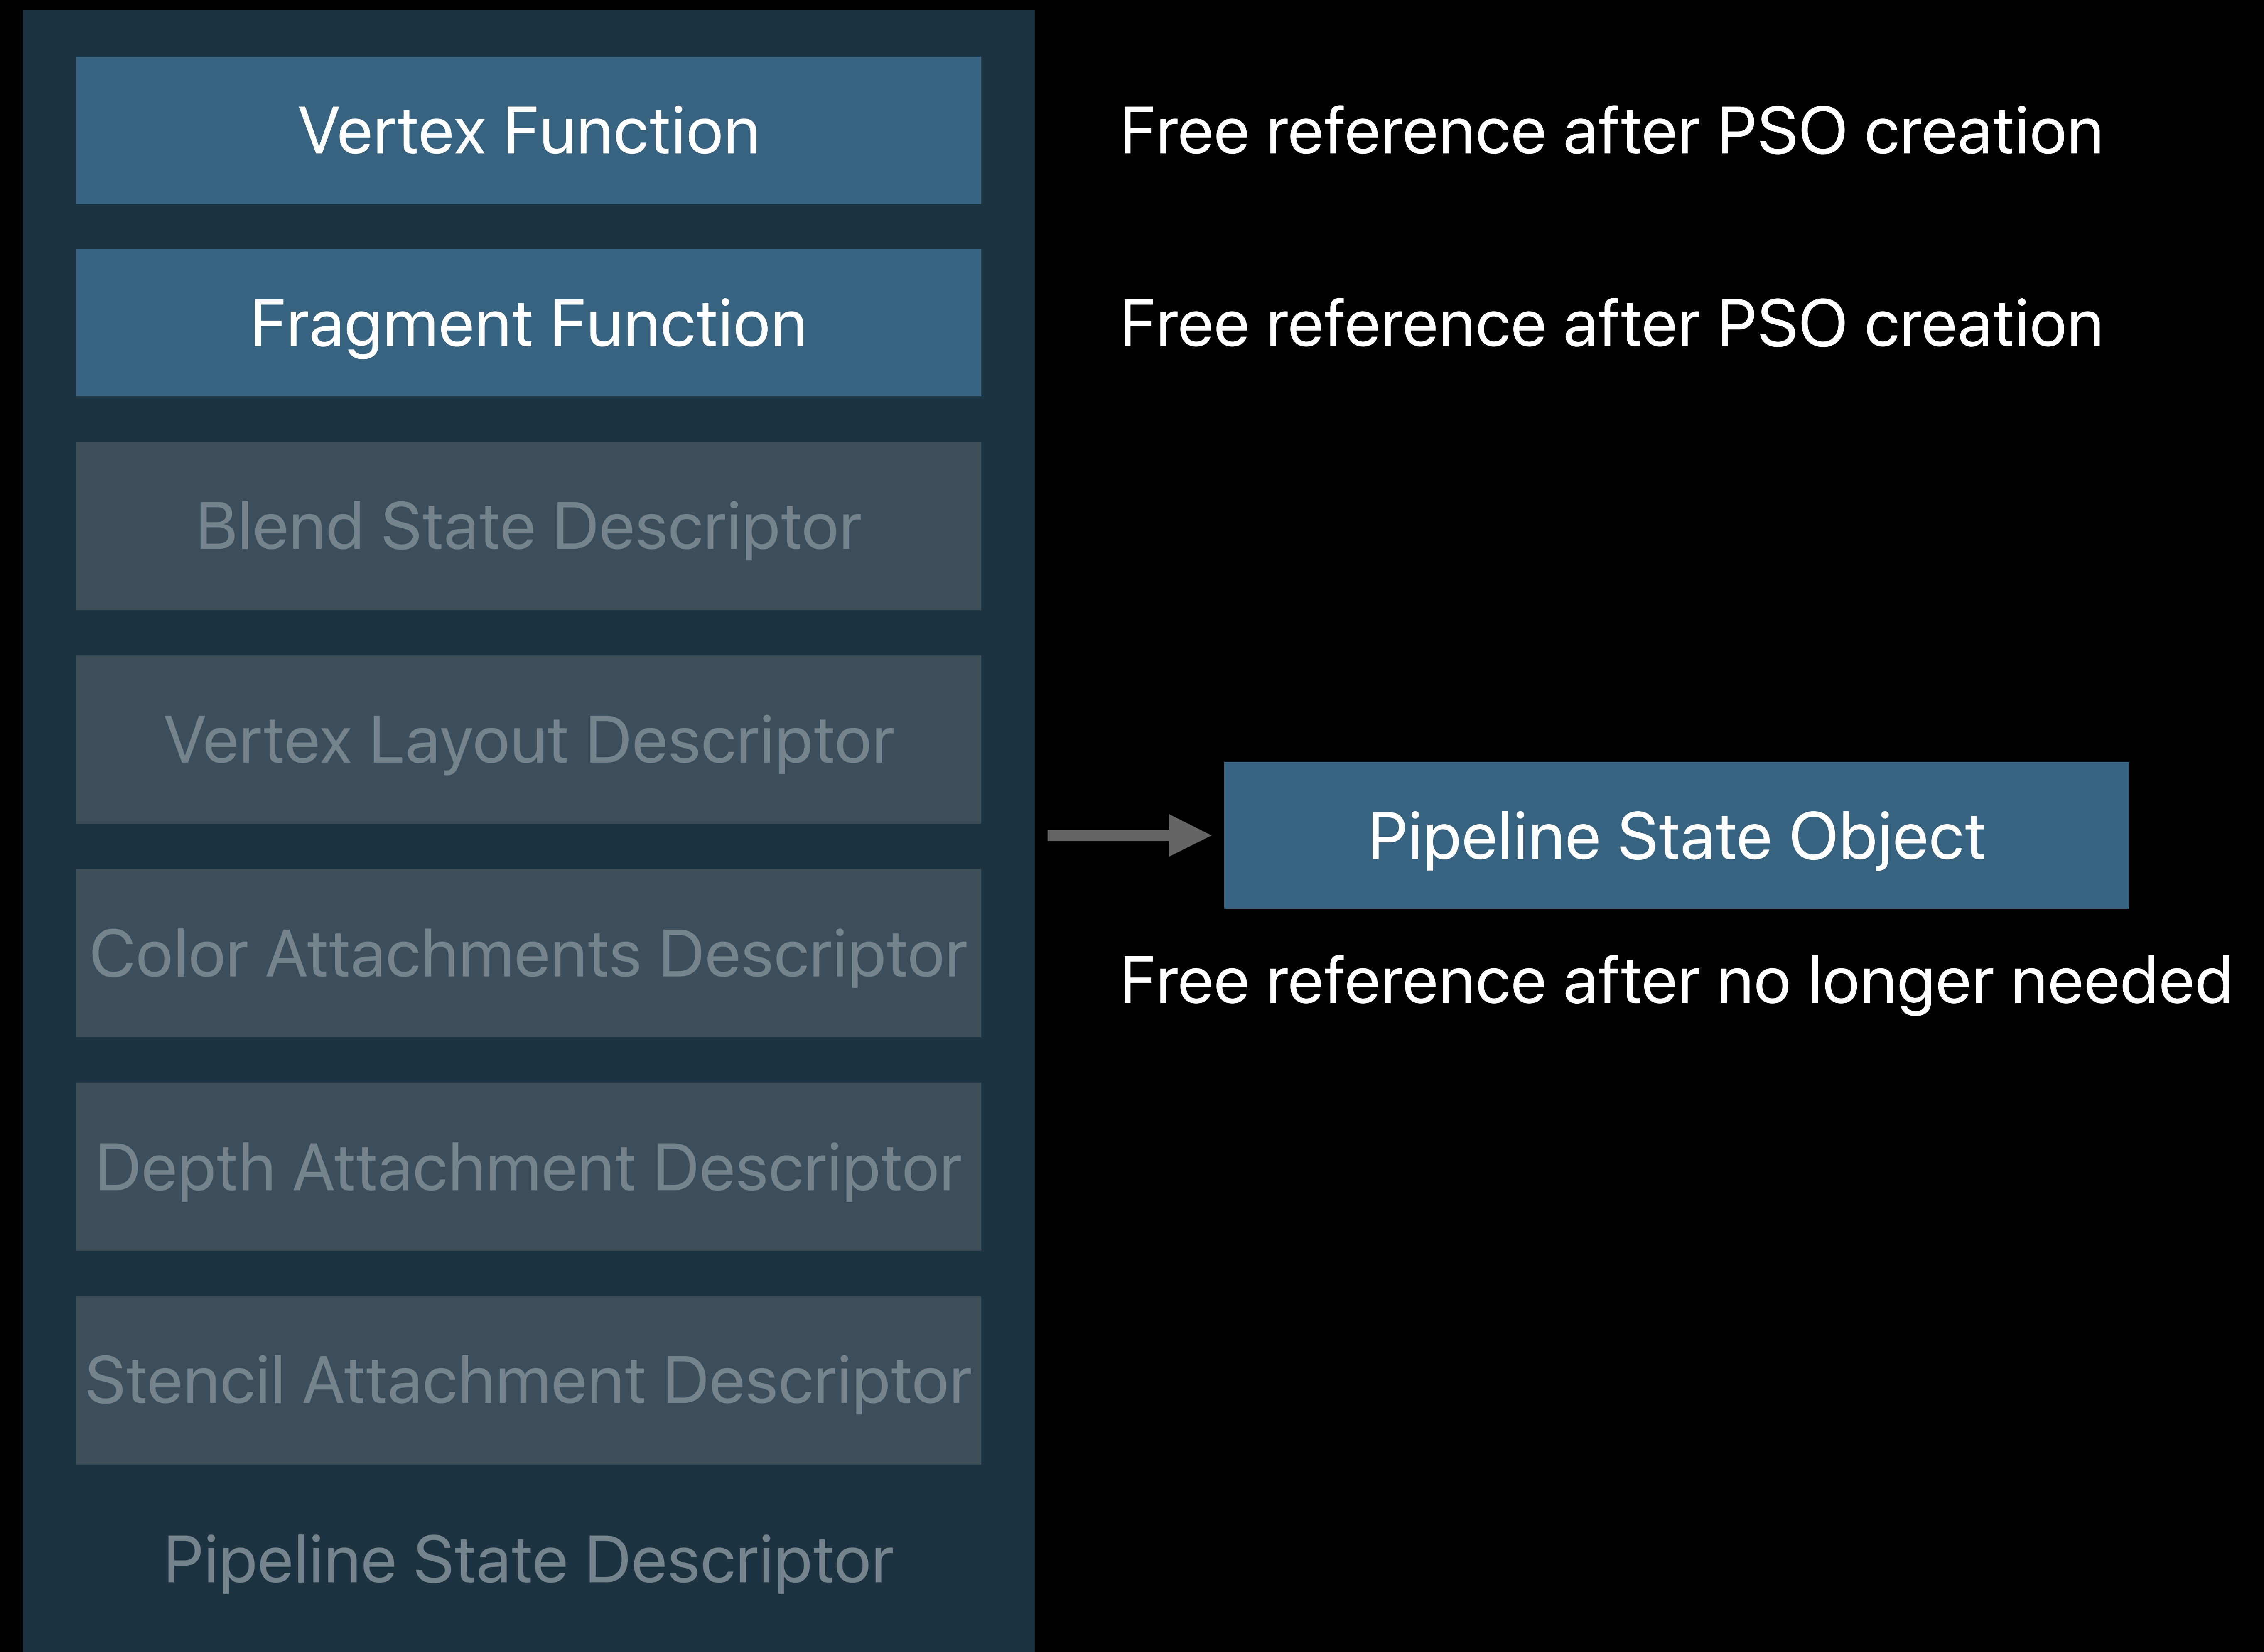 Vertex Function
Free reference after PSO creation
Fragment Function
Free reference after PSO creation
Blend State Descriptor
Vertex Layout Descriptor
Pipeline State Object
Color Attachments Descriptor
Free reference after no longer needed
Depth Attachment Descriptor
Stencil Attachment Descriptor
Pipeline State Descriptor